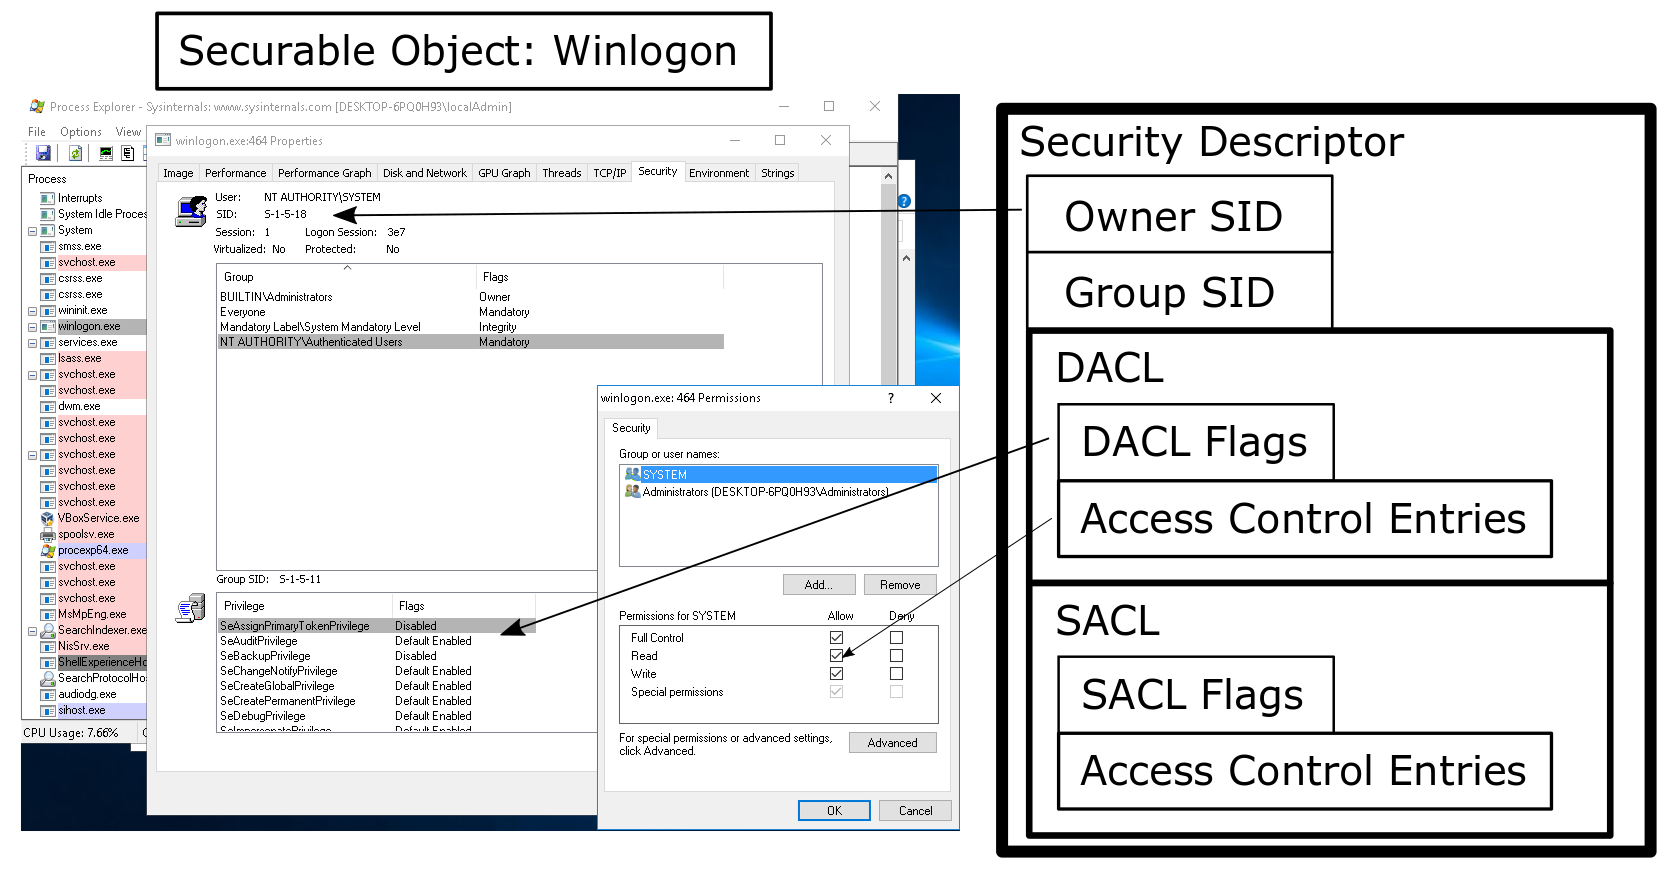 Securable Object: Winlogon
Process Explorer - Sysinternals: www.sysinternals.com [DESKTOP-6PQ0H93\localAdmin]
File Options View
winlogon.exe:464 Properties
Image Performance Performance Graph Disk and Network GPU Graph Threads TCP/IP Security Environment Strings
Process
Interrupts
System Idle Proces
System
smss.exe
svchost.exe
csrss.exe
csrss.exe
wininit.exe
winlogon.exe
services.exe
lsass.exe
svchost.exe
svchost.exe
dwm.exe
svchost.exe
svchost.exe
svchost.exe
svchost.exe
svchost.exe
svchost.exe
VBoxService.exe
spoolsv.exe
procexp64.exe
svchost.exe
svchost.exe
svchost.exe
MsMpEng.exe
SearchIndexer.exe
NisSrv.exe
ShellExperienceHo
SearchProtocolHos
audiodg.exe
sihost.exe
CPU Usage: 7.66%
User: NT AUTHORITY\SYSTEM
SID: S-1-5-18
Session: 1 Logon Session: 3e7
Virtualized: No Protected: No
Group Flags
BUILTIN\Administrators Owner
Everyone Mandatory
Mandatory Label\System Mandatory Level Integrity
NT AUTHORITY\Authenticated Users Mandatory
Group SID: S-1-5-11
Privilege Flags
SeAssignPrimaryTokenPrivilege Disabled
SeAuditPrivilege Default Enabled
SeBackupPrivilege Disabled
SeChangeNotifyPrivilege Default Enabled
SeCreateGlobalPrivilege Default Enabled
SeCreatePermanentPrivilege Default Enabled
SeDebugPrivilege Default Enabled
SeImpersonatePrivilege Default Enabled
winlogon.exe: 464 Permissions
?
Security
Group or user names:
SYSTEM
Administrators (DESKTOP-6PQ0H93\Administrators)
Add... Remove
Permissions for SYSTEM Allow Deny
Full Control
Read
Write
Special permissions
For special permissions or advanced settings,
click Advanced.
Advanced
OK Cancel
Security Descriptor
Owner SID
Group SID
DACL
DACL Flags
Access Control Entries
SACL
SACL Flags
Access Control Entries